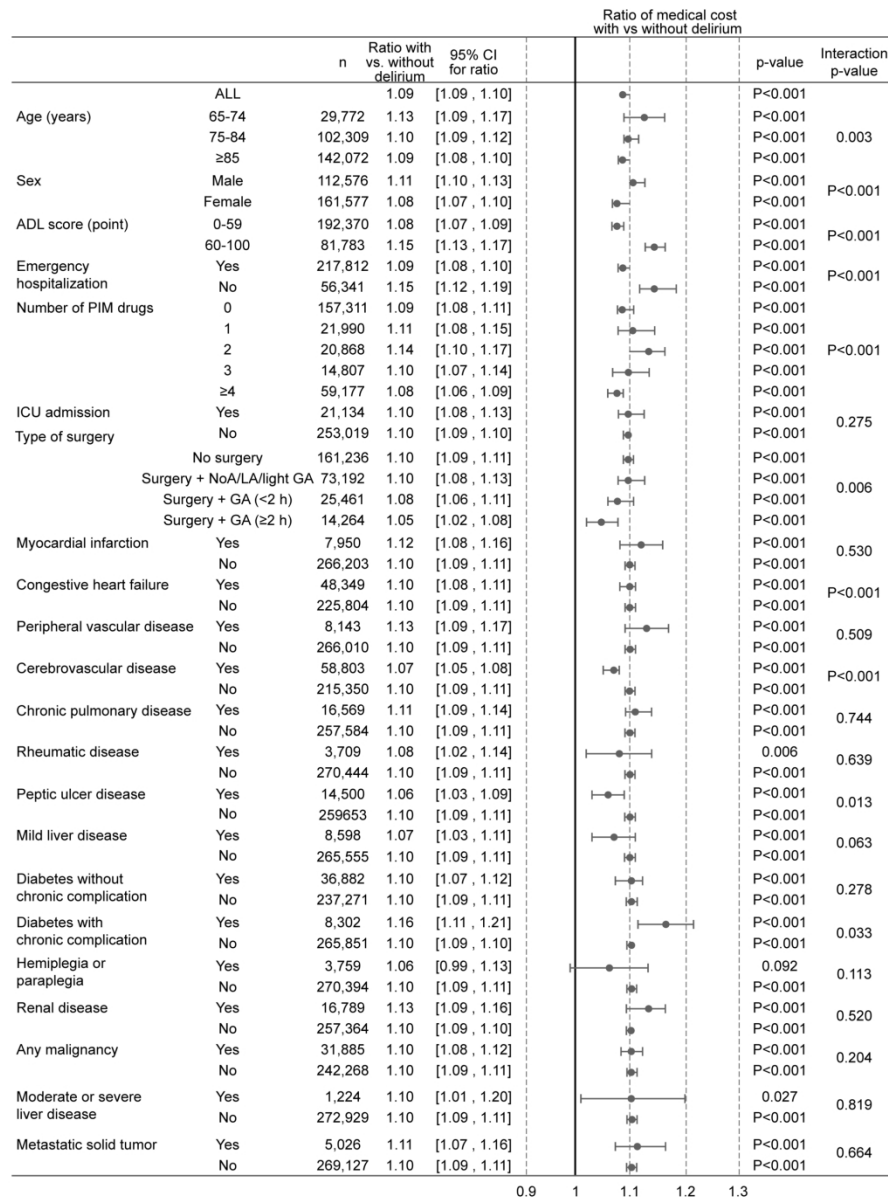 Ratio of medical cost
with vs without delirium
n Ratio with vs. without delirium 95% CI for ratio p-value Interaction p-value
ALL 1.09 [1.09 , 1.10] P<0.001
Age (years) 65-74 29,772 1.13 [1.09 , 1.17] P<0.001
75-84 102,309 1.10 [1.09 , 1.12] P<0.001 0.003
≥85 142,072 1.09 [1.08 , 1.10] P<0.001
Sex Male 112,576 1.11 [1.10 , 1.13] P<0.001 P<0.001
Female 161,577 1.08 [1.07 , 1.10] P<0.001
ADL score (point) 0-59 192,370 1.08 [1.07 , 1.09] P<0.001 P<0.001
60-100 81,783 1.15 [1.13 , 1.17] P<0.001
Emergency hospitalization Yes 217,812 1.09 [1.08 , 1.10] P<0.001 P<0.001
No 56,341 1.15 [1.12 , 1.19] P<0.001
Number of PIM drugs 0 157,311 1.09 [1.08 , 1.11] P<0.001
1 21,990 1.11 [1.08 , 1.15] P<0.001
2 20,868 1.14 [1.10 , 1.17] P<0.001 P<0.001
3 14,807 1.10 [1.07 , 1.14] P<0.001
≥4 59,177 1.08 [1.06 , 1.09] P<0.001
ICU admission Yes 21,134 1.10 [1.08 , 1.13] P<0.001 0.275
No 253,019 1.10 [1.09 , 1.10] P<0.001
Type of surgery
No surgery 161,236 1.10 [1.09 , 1.11] P<0.001
Surgery + NoA/LA/light GA 73,192 1.10 [1.08 , 1.13] P<0.001 0.006
Surgery + GA (<2 h) 25,461 1.08 [1.06 , 1.11] P<0.001
Surgery + GA (≥2 h) 14,264 1.05 [1.02 , 1.08] P<0.001
Myocardial infarction Yes 7,950 1.12 [1.08 , 1.16] P<0.001 0.530
No 266,203 1.10 [1.09 , 1.11] P<0.001
Congestive heart failure Yes 48,349 1.10 [1.08 , 1.11] P<0.001 P<0.001
No 225,804 1.10 [1.09 , 1.11] P<0.001
Peripheral vascular disease Yes 8,143 1.13 [1.09 , 1.17] P<0.001 0.509
No 266,010 1.10 [1.09 , 1.11] P<0.001
Cerebrovascular disease Yes 58,803 1.07 [1.05 , 1.08] P<0.001 P<0.001
No 215,350 1.10 [1.09 , 1.11] P<0.001
Chronic pulmonary disease Yes 16,569 1.11 [1.09 , 1.14] P<0.001 0.744
No 257,584 1.10 [1.09 , 1.11] P<0.001
Rheumatic disease Yes 3,709 1.08 [1.02 , 1.14] 0.006 0.639
No 270,444 1.10 [1.09 , 1.11] P<0.001
Peptic ulcer disease Yes 14,500 1.06 [1.03 , 1.09] P<0.001 0.013
No 259653 1.10 [1.09 , 1.11] P<0.001
Mild liver disease Yes 8,598 1.07 [1.03 , 1.11] P<0.001 0.063
No 265,555 1.10 [1.09 , 1.11] P<0.001
Diabetes without chronic complication Yes 36,882 1.10 [1.07 , 1.12] P<0.001 0.278
No 237,271 1.10 [1.09 , 1.11] P<0.001
Diabetes with chronic complication Yes 8,302 1.16 [1.11 , 1.21] P<0.001 0.033
No 265,851 1.10 [1.09 , 1.10] P<0.001
Hemiplegia or paraplegia Yes 3,759 1.06 [0.99 , 1.13] 0.092 0.113
No 270,394 1.10 [1.09 , 1.11] P<0.001
Renal disease Yes 16,789 1.13 [1.09 , 1.16] P<0.001 0.520
No 257,364 1.10 [1.09 , 1.10] P<0.001
Any malignancy Yes 31,885 1.10 [1.08 , 1.12] P<0.001 0.204
No 242,268 1.10 [1.09 , 1.11] P<0.001
Moderate or severe liver disease Yes 1,224 1.10 [1.01 , 1.20] 0.027 0.819
No 272,929 1.10 [1.09 , 1.11] P<0.001
Metastatic solid tumor Yes 5,026 1.11 [1.07 , 1.16] P<0.001 0.664
No 269,127 1.10 [1.09 , 1.11] P<0.001
0.9 1 1.1 1.2 1.3